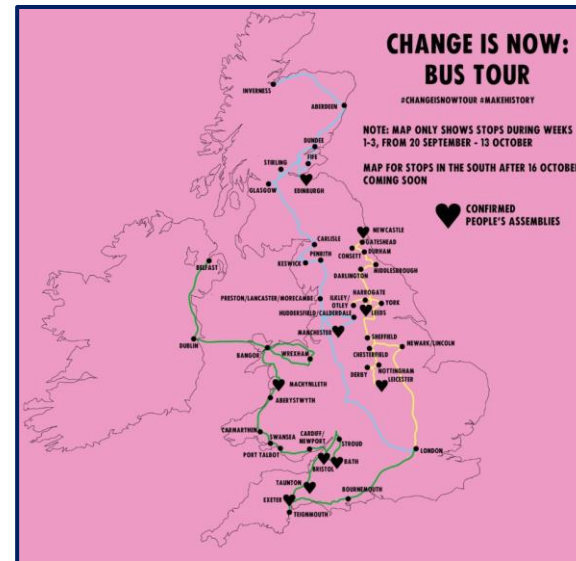 CHANGE IS NOW:
BUS TOUR
#CHANGEISNOWTOUR #MAKEHISTORY
NOTE: MAP ONLY SHOWS STOPS DURING WEEKS
1-3, FROM 20 SEPTEMBER - 13 OCTOBER
MAP FOR STOPS IN THE SOUTH AFTER 16 OCTOBER
COMING SOON
CONFIRMED
PEOPLE'S ASSEMBLIES
INVERNESS
ABERDEEN
DUNDEE
FIFE
STIRLING
GLASGOW
EDINBURGH
NEWCASTLE
GATESHEAD
DURHAM
CONSETT
CARLISLE
PENRITH
KESWICK
MIDDLESBROUGH
DARLINGTON
BELFAST
HARROGATE
ILKLEY/
OTLEY
YORK
PRESTON/LANCASTER/MORECAMBE
LEEDS
HUDDERSFIELD/CALDERDALE
MANCHESTER
SHEFFIELD
DUBLIN
NEWARK/LINCOLN
BANGOR
WREXHAM
CHESTERFIELD
NOTTINGHAM
DERBY
LEICESTER
MACHYNLLETH
ABERYSTWYTH
CARMARTHEN
SWANSEA
CARDIFF/
NEWPORT
STROUD
PORT TALBOT
BRISTOL
BATH
LONDON
TAUNTON
BOURNEMOUTH
EXETER
TEIGNMOUTH